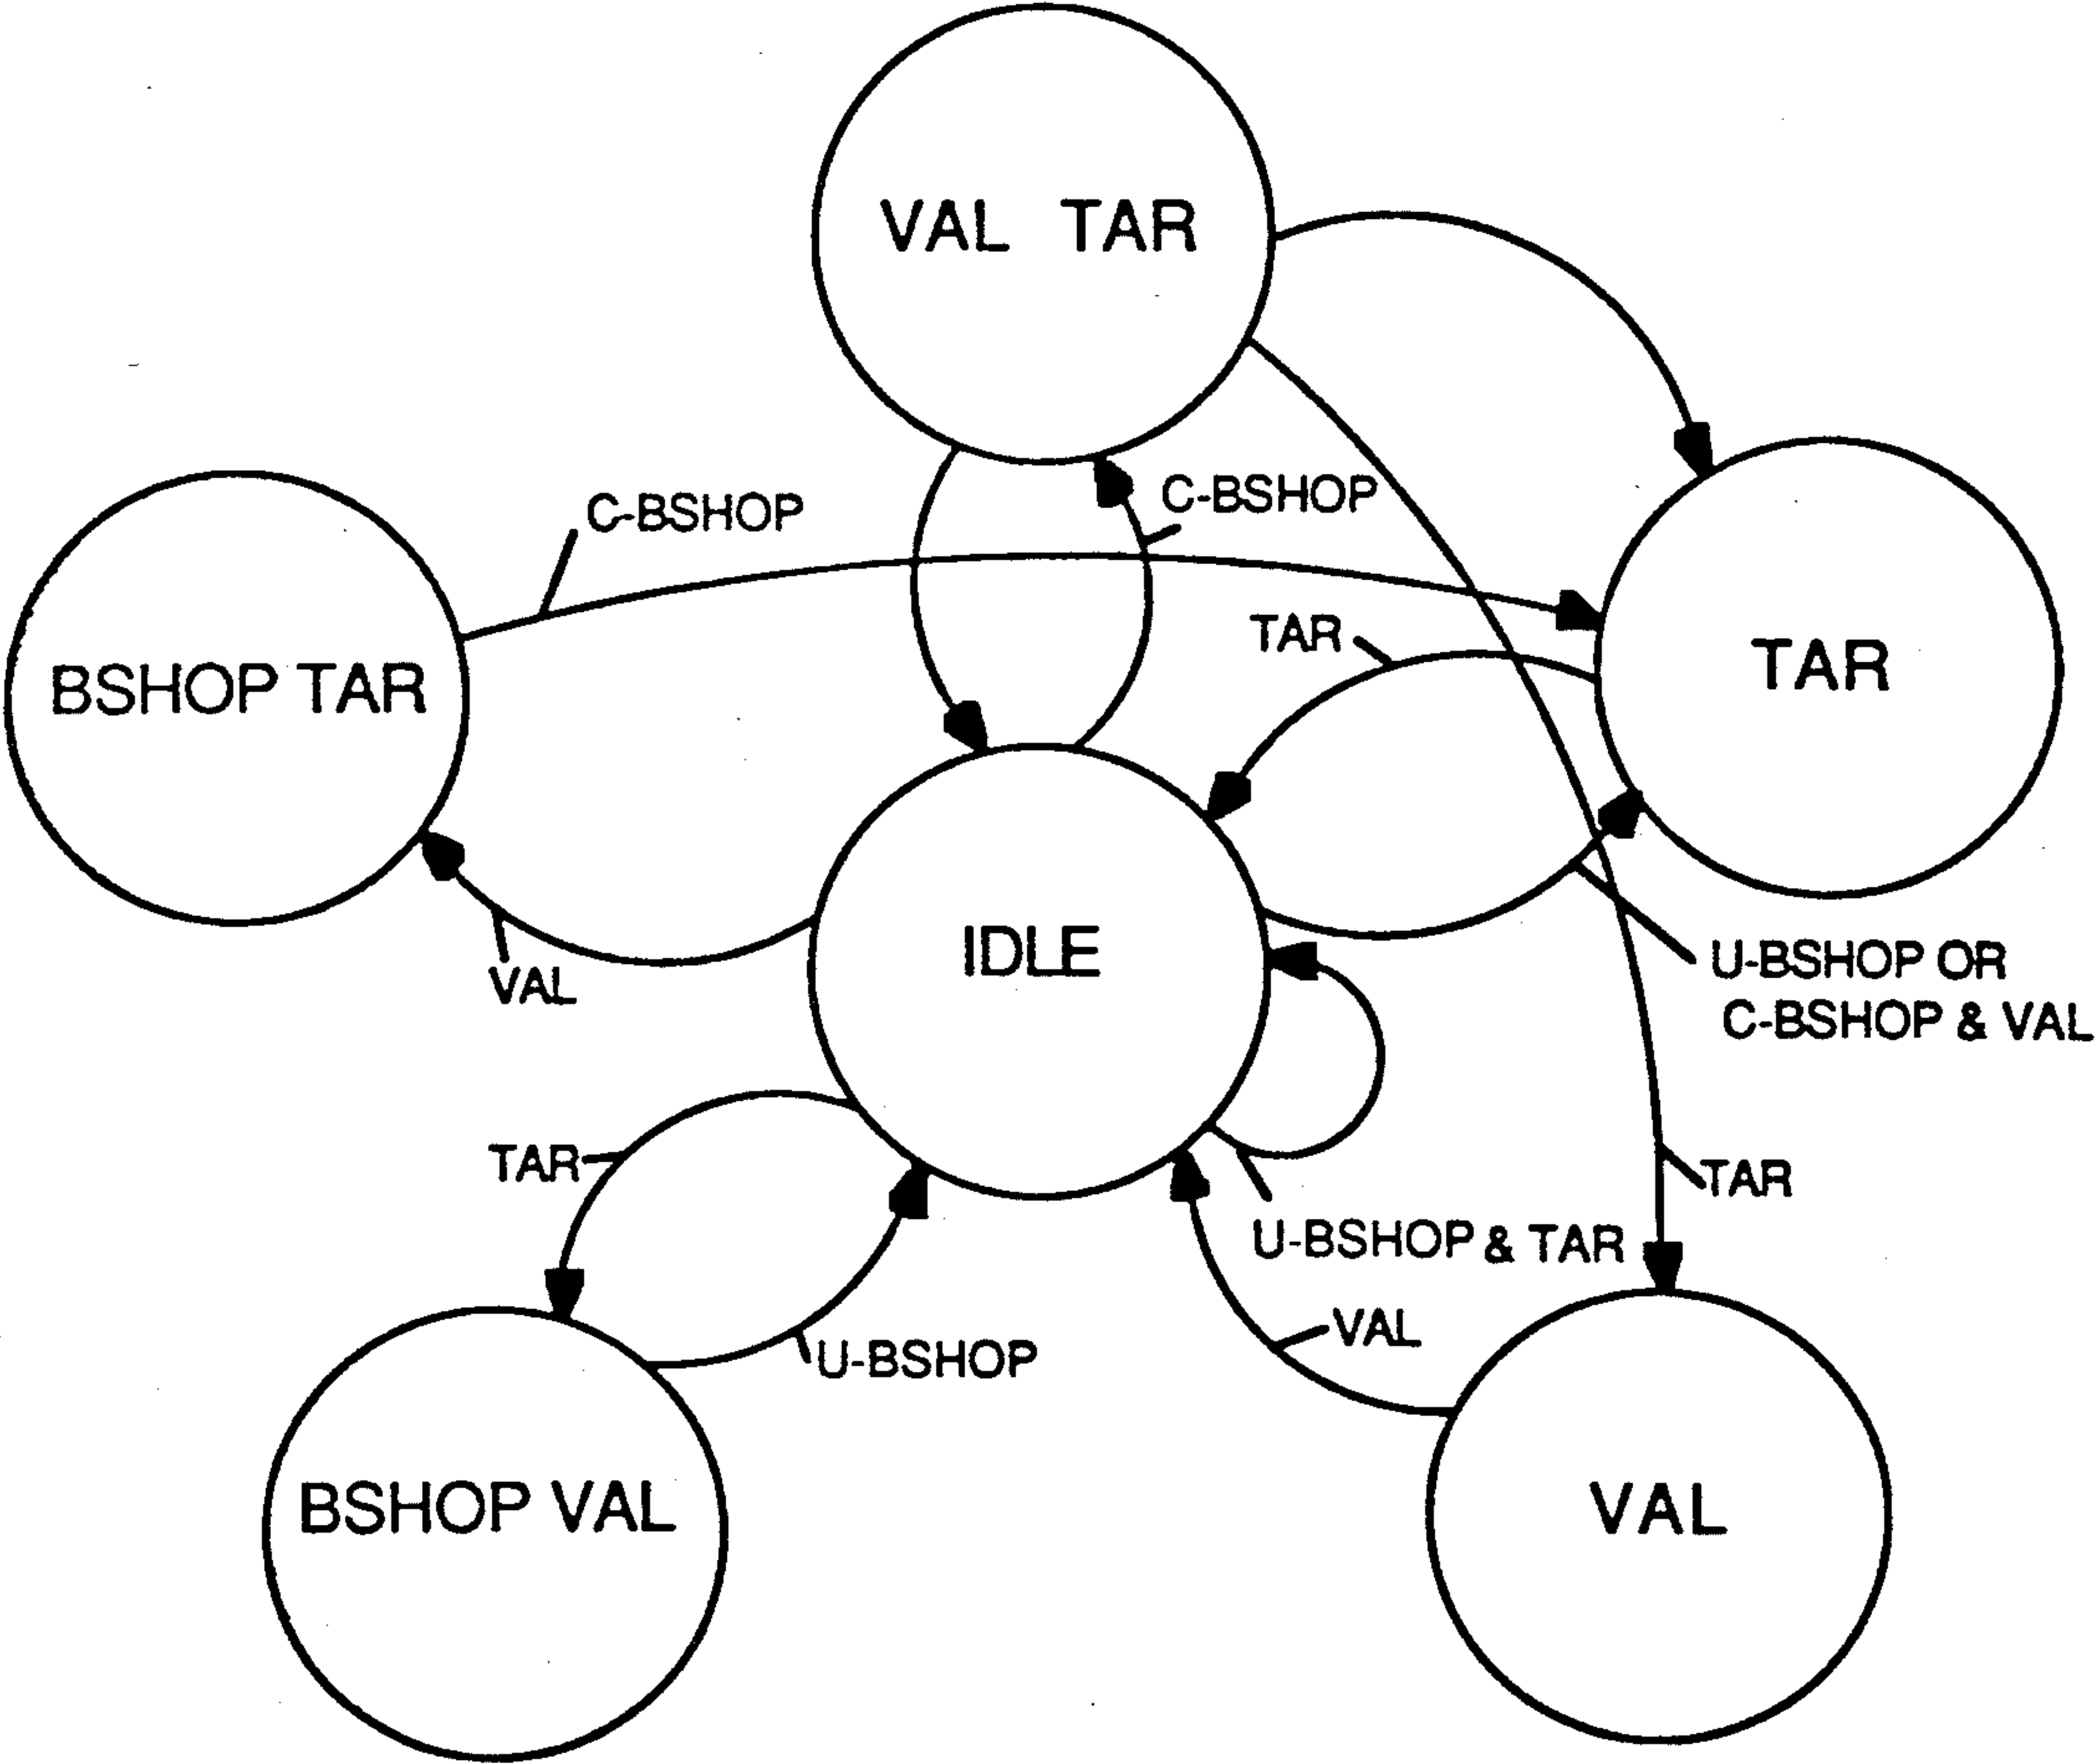 VAL TAR
C-BSHOP
C-BSHOP
TAR
BSHOP TAR
TAR
IDLE
VAL
U-BSHOP OR
C-BSHOP & VAL
TAR
TAR
U-BSHOP & TAR
VAL
U-BSHOP
BSHOP VAL
VAL